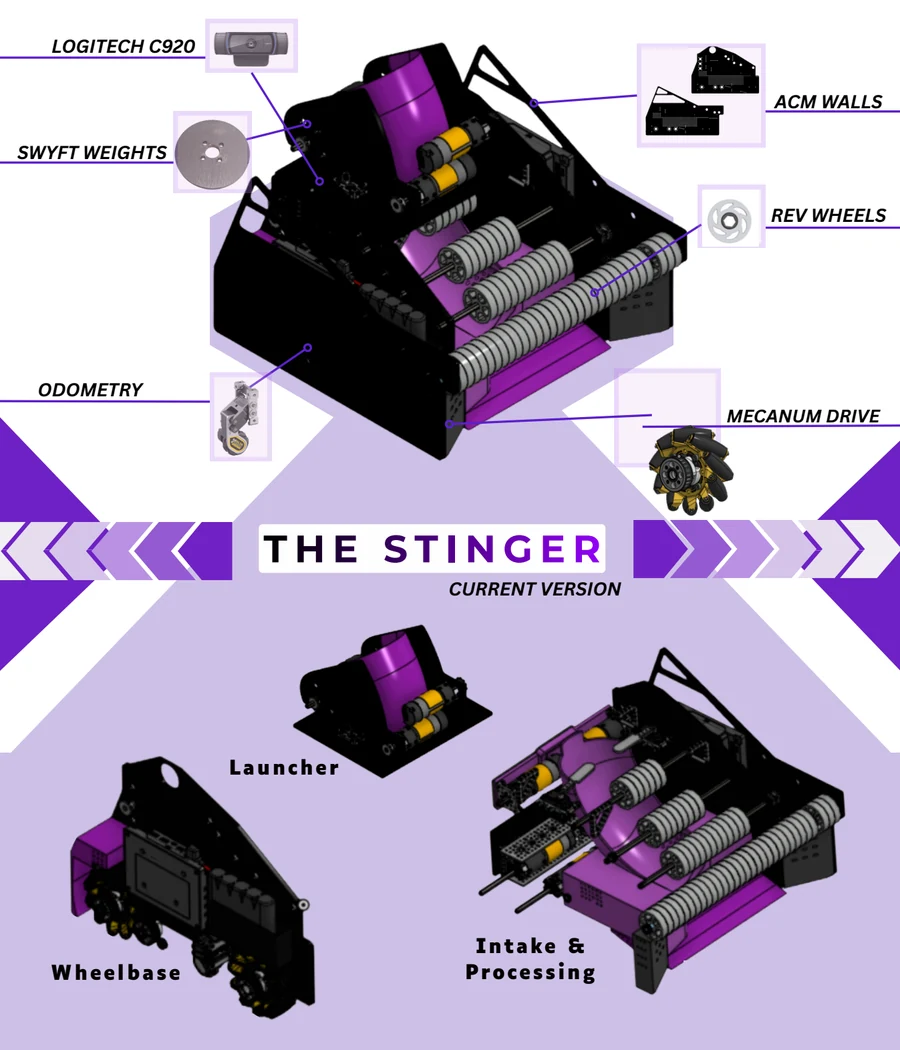 LOGITECH C920
SWYFT WEIGHTS
ACM WALLS
REV WHEELS
ODOMETRY
MECANUM DRIVE
THE STINGER
CURRENT VERSION
Launcher
Wheelbase
Intake &
Processing